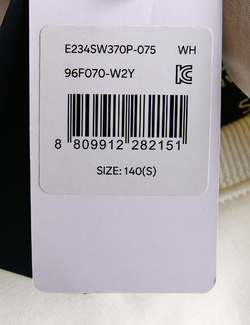 E234SW370P-075 WH
96F070-W2Y
8 809912 282151
SIZE: 140(S)